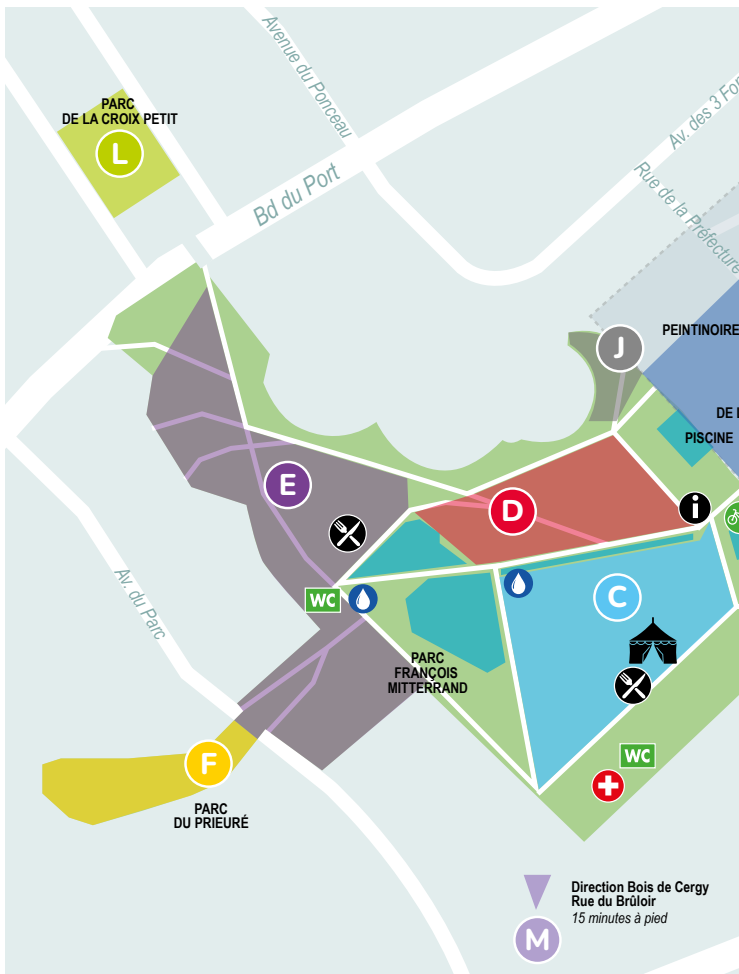 Avenue du Ponceau
PARC
DE LA CROIX PETIT
L
Bd du Port
Av. des 3 Fon
Rue de la Préfecture
J
PEINTINOIRE
DE
PISCINE
E
D
i
C
WC
Av. du Parc
PARC
FRANÇOIS
MITTERRAND
F
PARC
DU PRIEURÉ
WC
Direction Bois de Cergy
Rue du Brûloir
15 minutes à pied
M